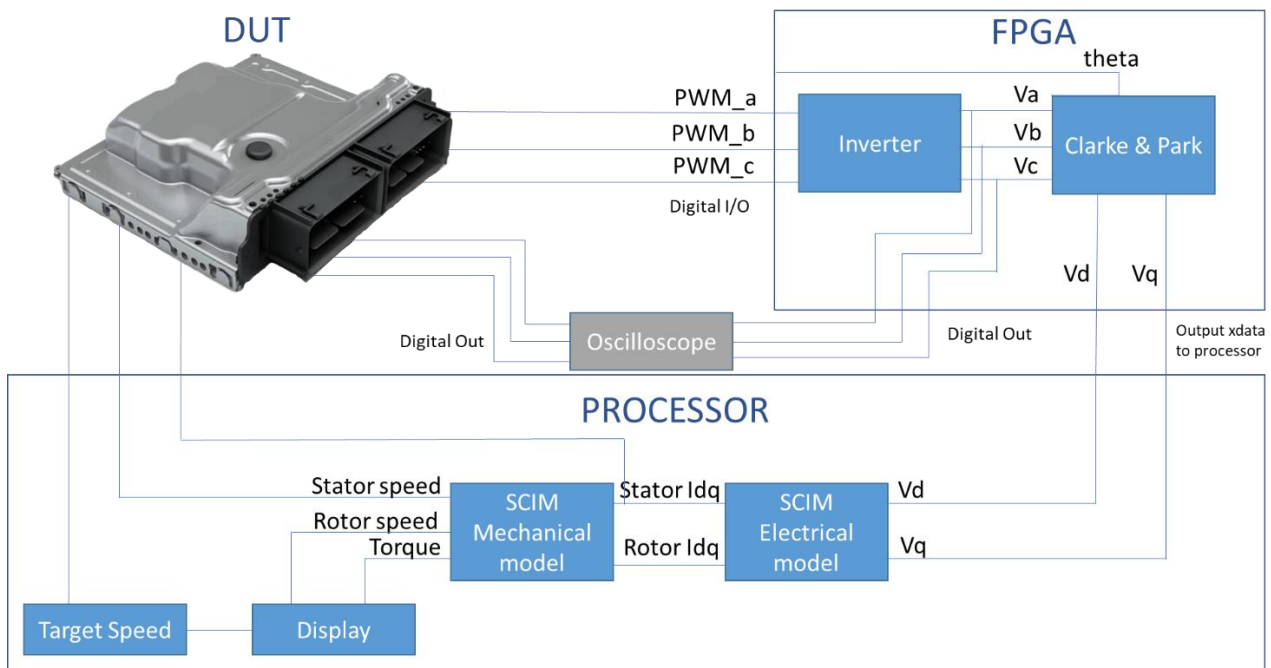 DUT
FPGA
theta
PWM_a
Va
PWM_b
Inverter
Vb
Clarke & Park
PWM_c
Vc
Digital I/O
Vd
Vq
Digital Out
Oscilloscope
Digital Out
Output xdata
to processor
PROCESSOR
Stator speed
SCIM
Mechanical
model
Stator Idq
SCIM
Electrical
model
Vd
Rotor speed
Torque
Rotor Idq
Vq
Target Speed
Display